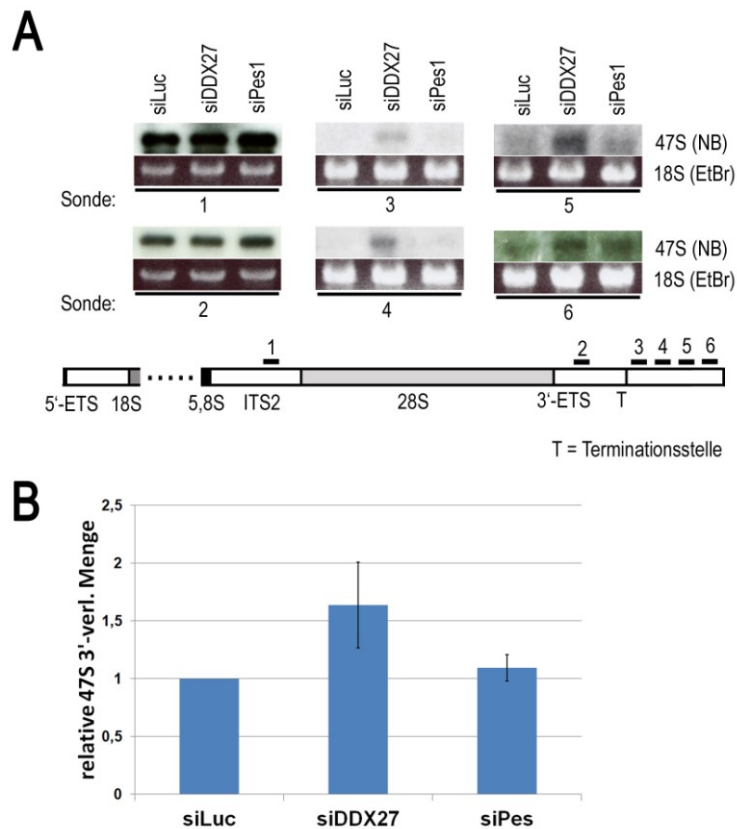 A
siLuc siDDX27 siPes1
siLuc siDDX27 siPes1
siLuc siDDX27 siPes1
47S (NB)
18S (EtBr)
Sonde: 1 3 5
47S (NB)
18S (EtBr)
Sonde: 2 4 6
1 2 3 4 5 6
5'-ETS 18S 5,8S ITS2 28S 3'-ETS T
T = Terminationsstelle
B
relative 47S 3'-verl. Menge
2,5
2
1,5
1
0,5
0
siLuc siDDX27 siPes